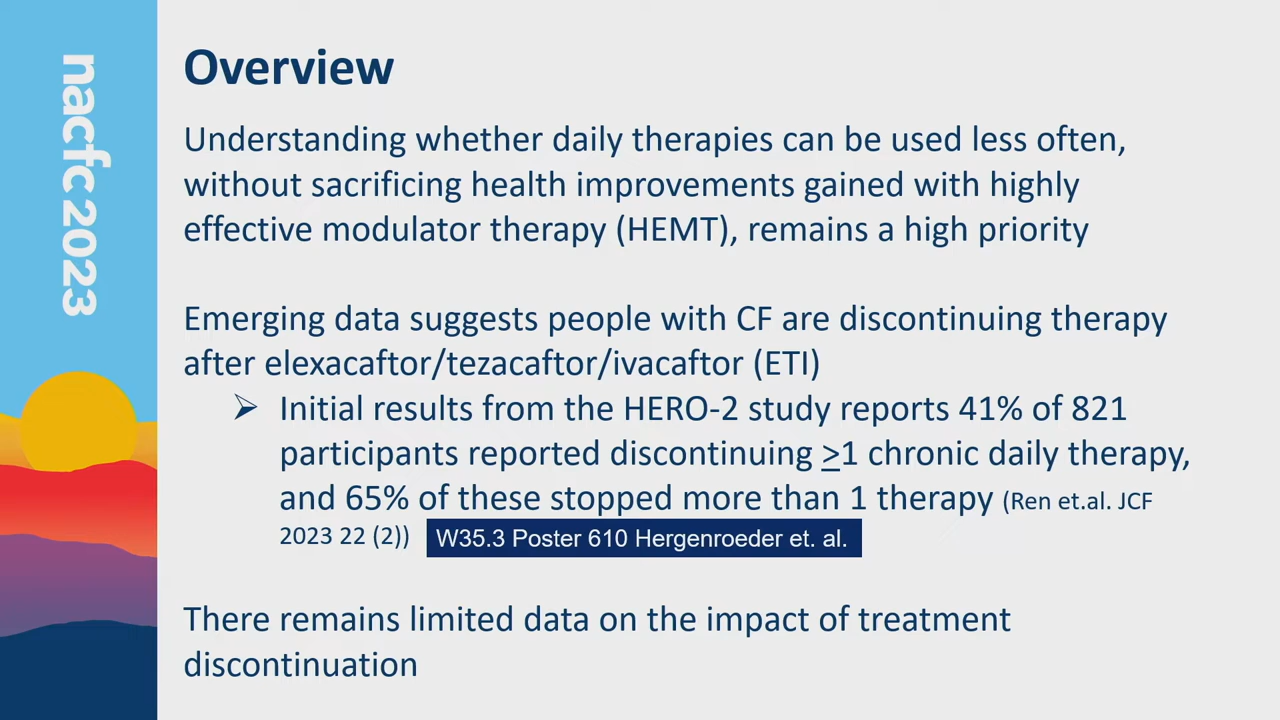 nacfc 2023
Overview
Understanding whether daily therapies can be used less often,
without sacrificing health improvements gained with highly
effective modulator therapy (HEMT), remains a high priority
Emerging data suggests people with CF are discontinuing therapy
after elexacaftor/tezacaftor/ivacaftor (ETI)
➢ Initial results from the HERO-2 study reports 41% of 821
participants reported discontinuing ≥1 chronic daily therapy,
and 65% of these stopped more than 1 therapy (Ren et.al. JCF
2023 22 (2)) W35.3 Poster 610 Hergenroeder et. al.
There remains limited data on the impact of treatment
discontinuation